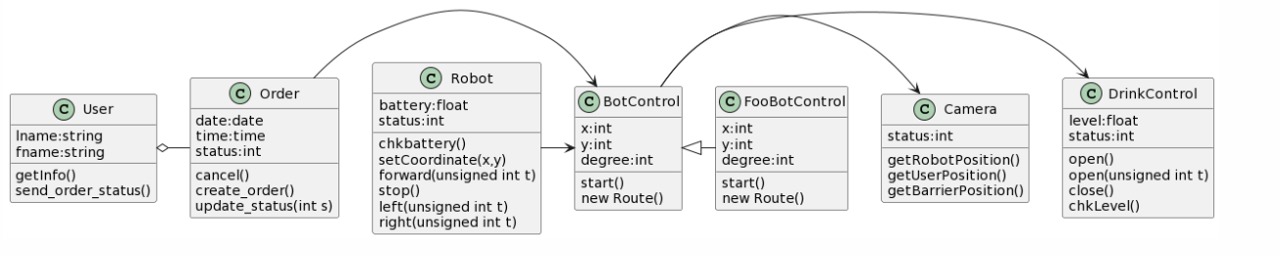 C User
lname:string
fname:string
getInfo()
send_order_status()
C Order
date:date
time:time
status:int
cancel()
create_order()
update_status(int s)
C Robot
battery:float
status:int
chkbattery()
setCoordinate(x,y)
forward(unsigned int t)
stop()
left(unsigned int t)
right(unsigned int t)
C BotControl
x:int
y:int
degree:int
start()
new Route()
C FooBotControl
x:int
y:int
degree:int
start()
new Route()
C Camera
status:int
getRobotPosition()
getUserPosition()
getBarrierPosition()
C DrinkControl
level:float
status:int
open()
open(unsigned int t)
close()
chkLevel()